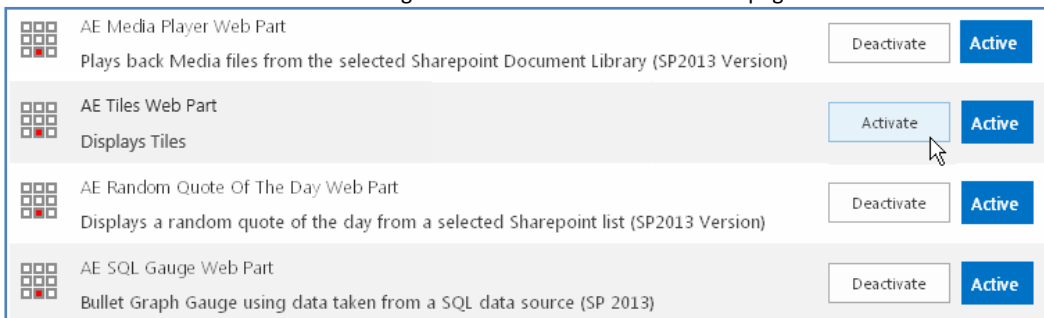 AE Media Player Web Part
Deactivate Active
Plays back Media files from the selected Sharepoint Document Library (SP2013 Version)
AE Tiles Web Part
Activate Active
Displays Tiles
AE Random Quote Of The Day Web Part
Deactivate Active
Displays a random quote of the day from a selected Sharepoint list (SP2013 Version)
AE SQL Gauge Web Part
Deactivate Active
Bullet Graph Gauge using data taken from a SQL data source (SP 2013)